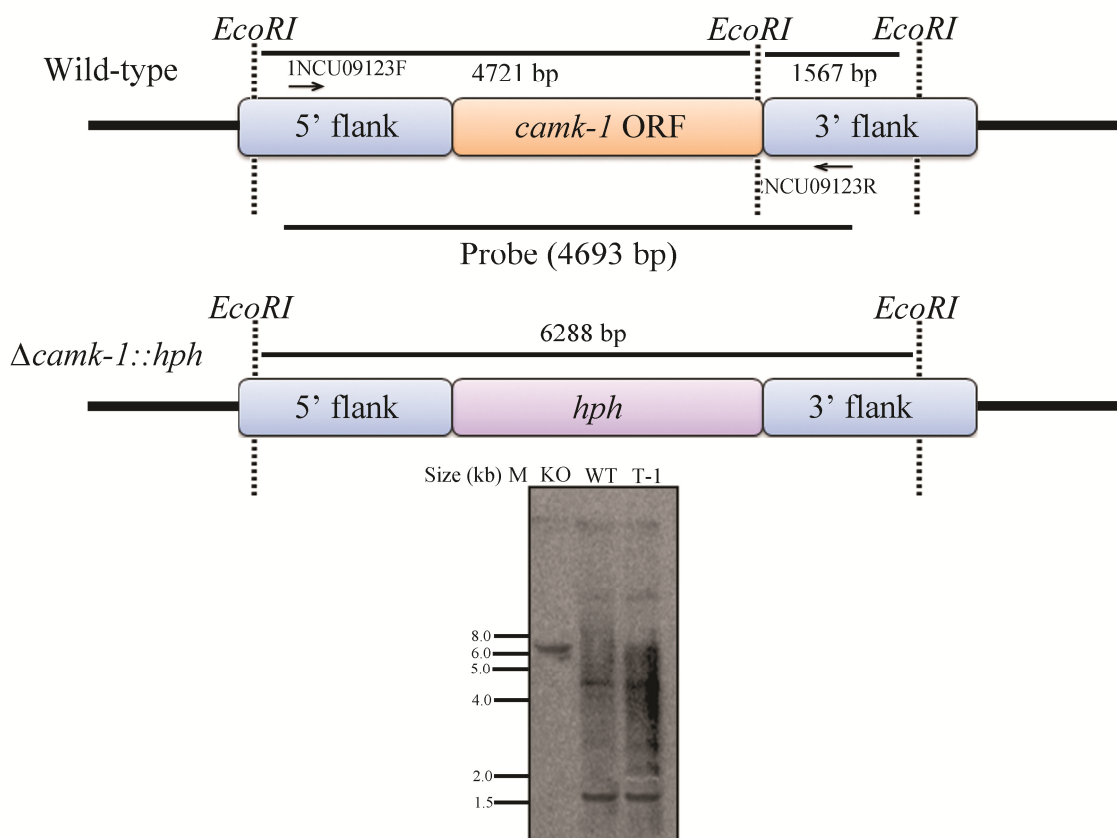 EcoRI EcoRI EcoRI
Wild-type
1NCU09123F
4721 bp
1567 bp
5’ flank
camk-1 ORF
3’ flank
NCU09123R
Probe (4693 bp)
EcoRI EcoRI
6288 bp
Δcamk-1::hph
5’ flank
hph
3’ flank
Size (kb) M KO WT T-1
8.0
6.0
5.0
4.0
2.0
1.5